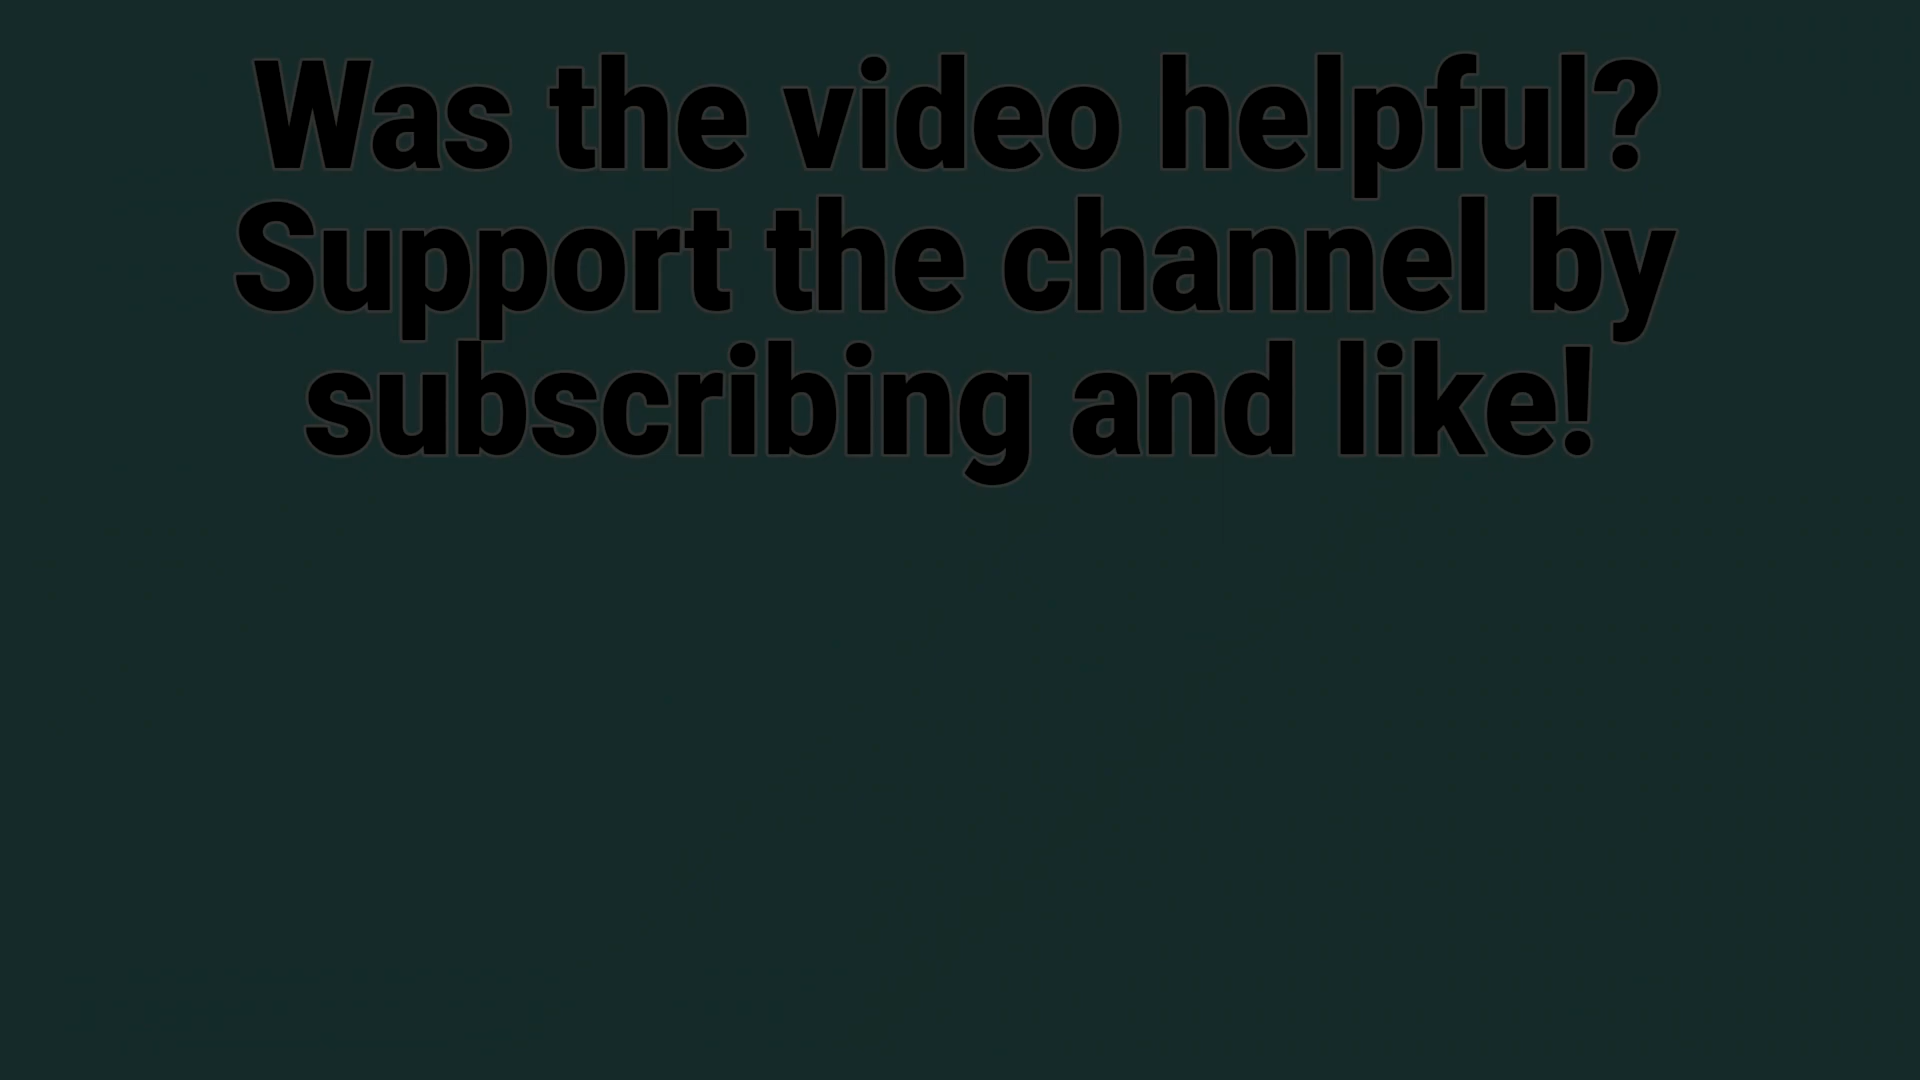 Was the video helpful?
Support the channel by
subscribing and like!